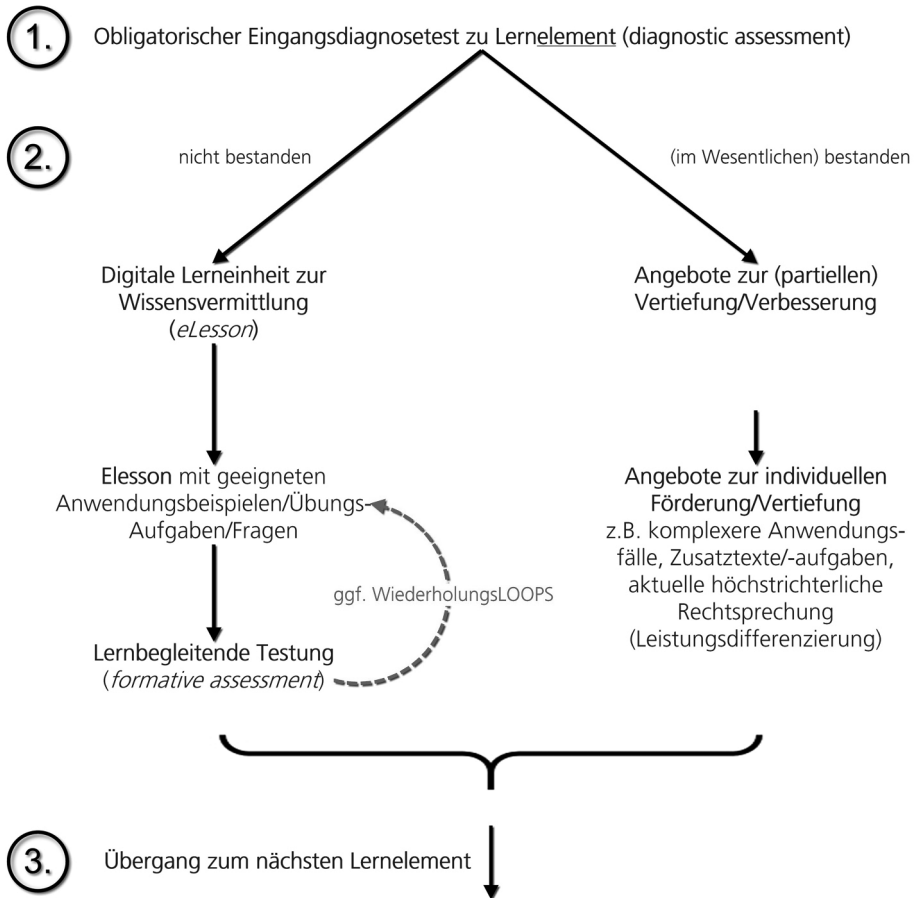 1. Obligatorischer Eingangsdiagnosetest zu Lernelement (diagnostic assessment)
2.
nicht bestanden
(im Wesentlichen) bestanden
Digitale Lerneinheit zur
Wissensvermittlung
(eLesson)
Angebote zur (partiellen)
Vertiefung/Verbesserung
Elesson mit geeigneten
Anwendungsbeispielen/Übungs-
Aufgaben/Fragen
ggf. WiederholungsLOOPS
Lernbegleitende Testung
(formative assessment)
Angebote zur individuellen
Förderung/Vertiefung
z.B. komplexere Anwendungs-
fälle, Zusatztexte/-aufgaben,
aktuelle höchstrichterliche
Rechtsprechung
(Leistungsdifferenzierung)
3. Übergang zum nächsten Lernelement